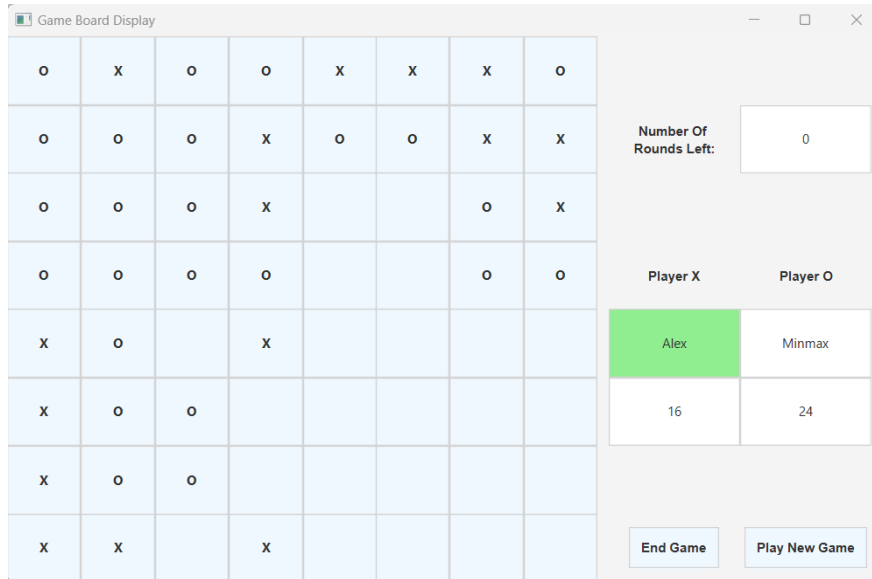 Game Board Display
O X O O X X X O
O O O X O O X X
O O O X O X
O O O O O O
X O X
X O O
X O O
X X X
Number Of
Rounds Left:
0
Player X Player O
Alex Minmax
16 24
End Game Play New Game